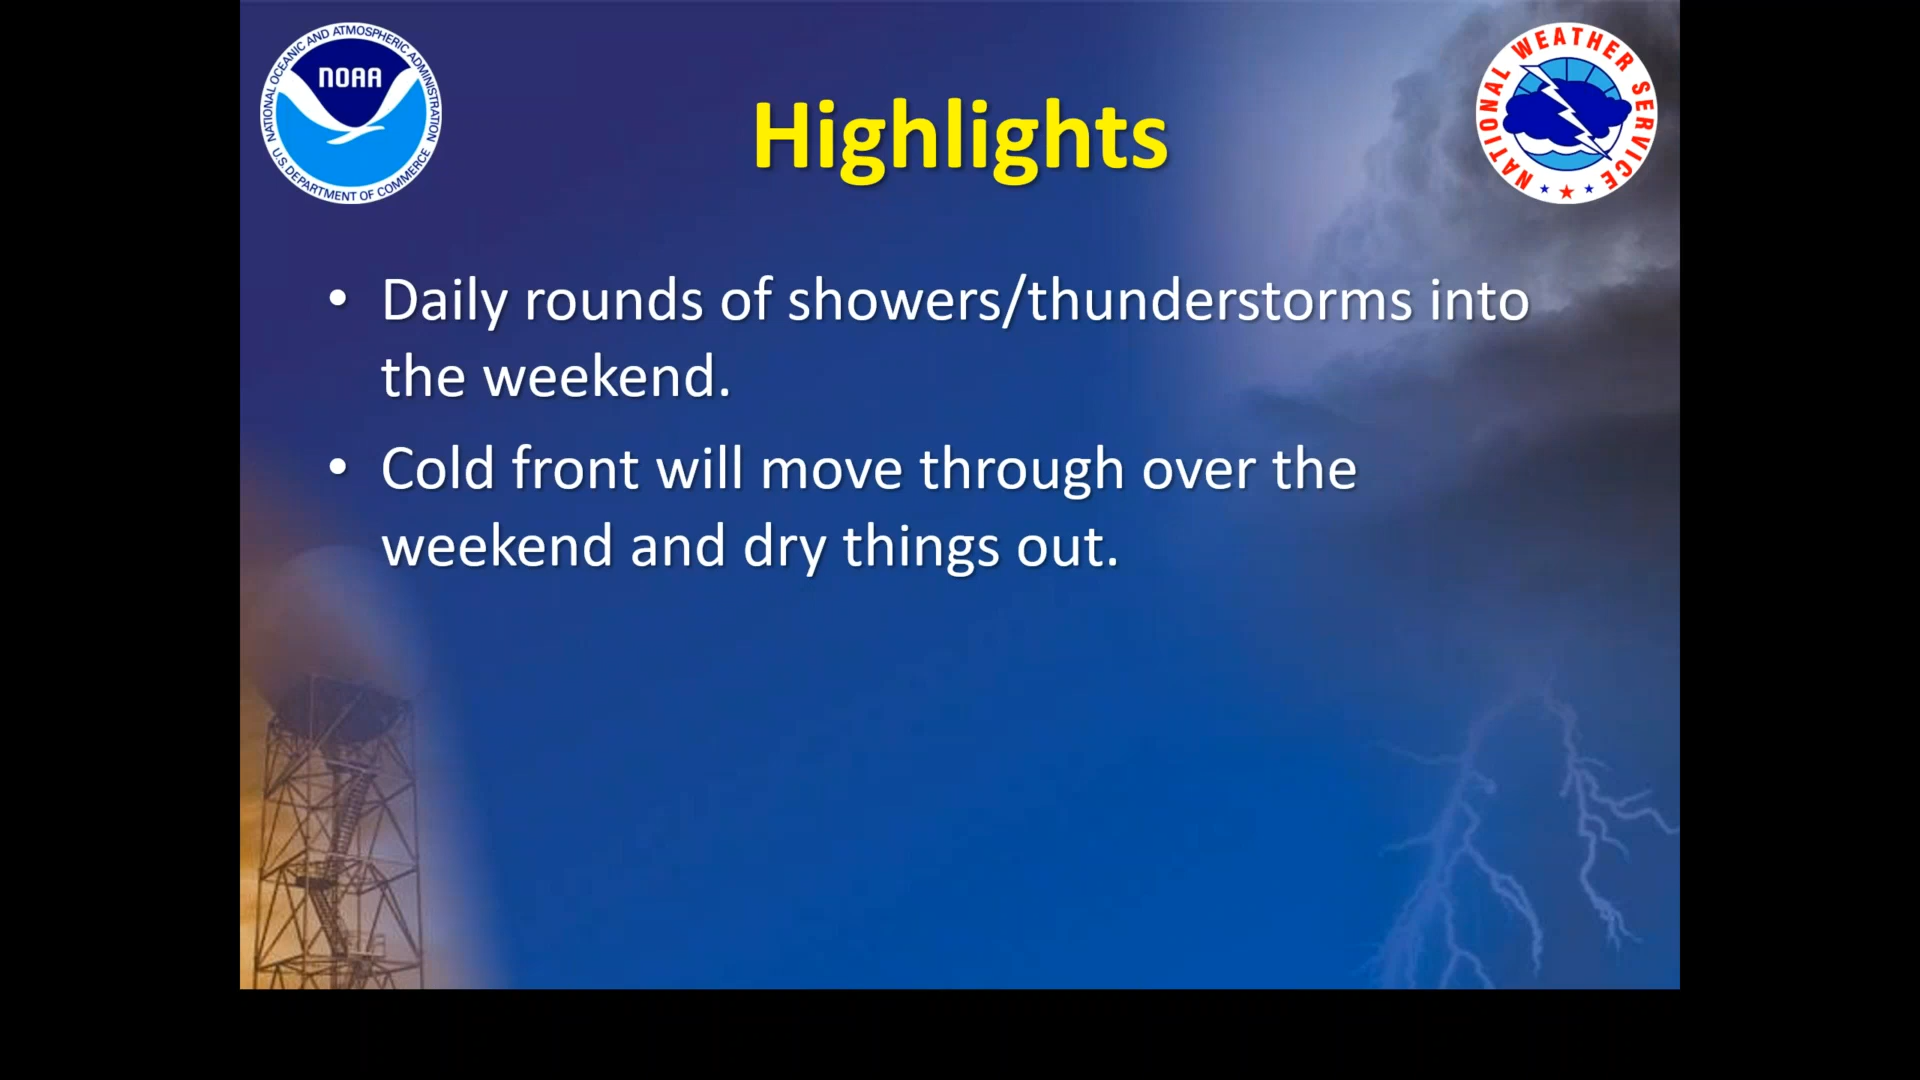 NATIONAL OCEANIC AND ATMOSPHERIC ADMINISTRATION
U.S. DEPARTMENT OF COMMERCE
NOAA
NATIONAL WEATHER SERVICE
Highlights
• Daily rounds of showers/thunderstorms into
the weekend.
• Cold front will move through over the
weekend and dry things out.